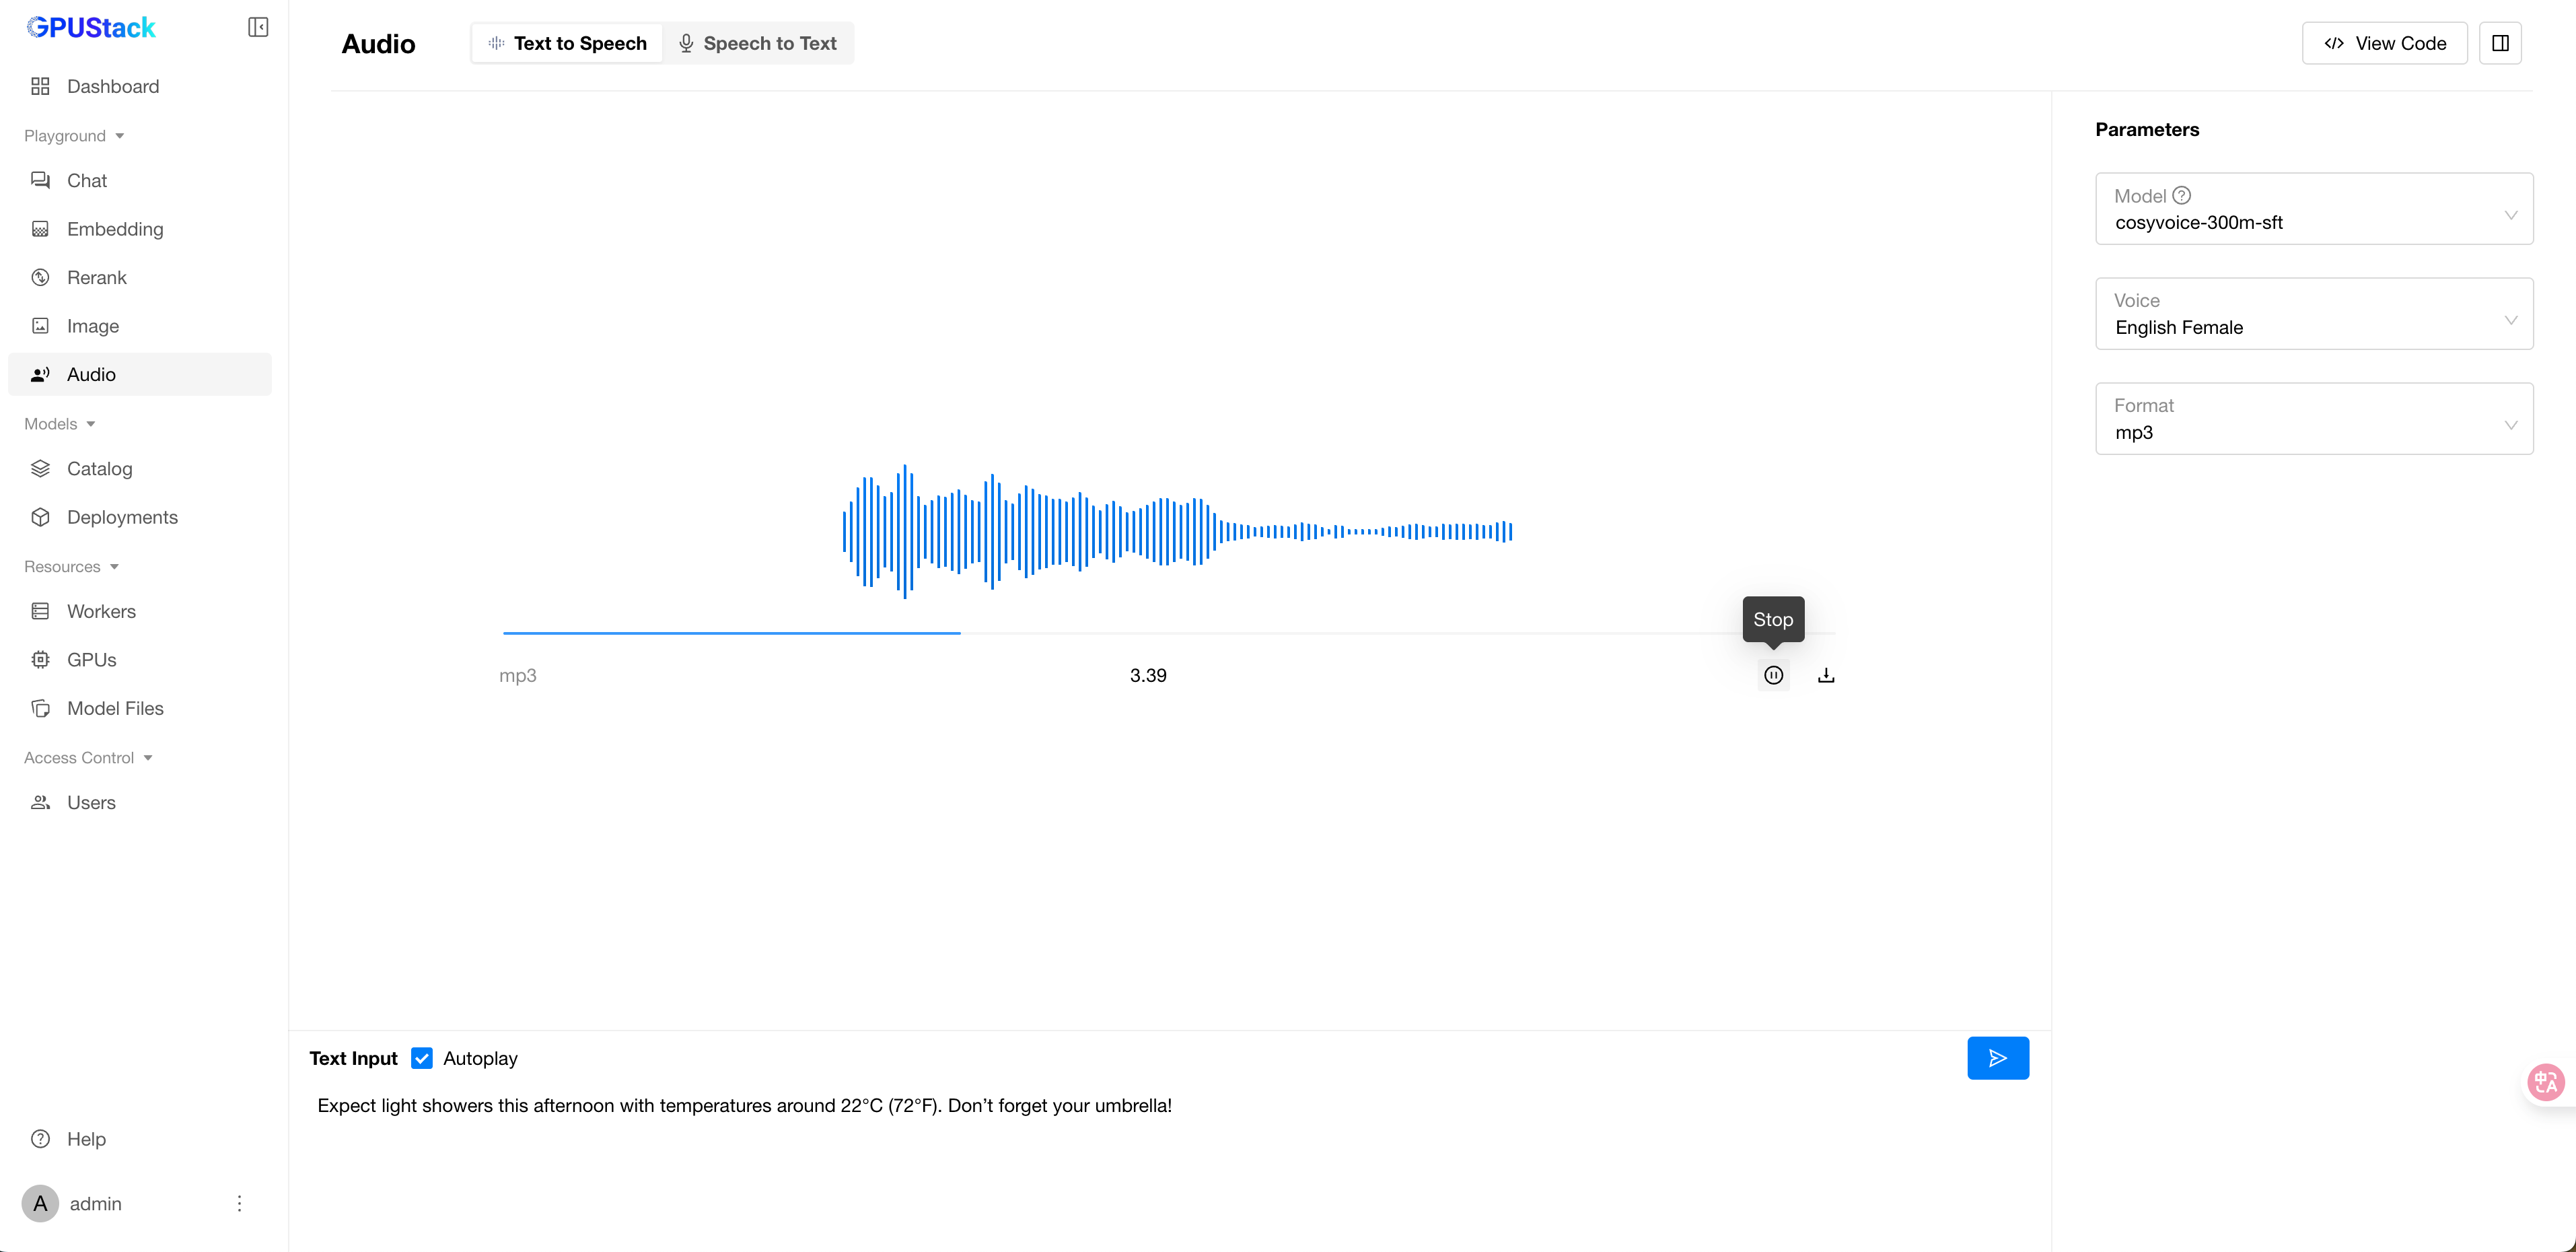 GPUStack
Dashboard
Playground
Chat
Embedding
Rerank
Image
Audio
Models
Catalog
Deployments
Resources
Workers
GPUs
Model Files
Access Control
Users
Help
A admin
Audio
Text to Speech
Speech to Text
View Code
Stop
mp3
3.39
Text Input
Autoplay
Expect light showers this afternoon with temperatures around 22°C (72°F). Don’t forget your umbrella!
Parameters
Model
cosyvoice-300m-sft
Voice
English Female
Format
mp3
中A